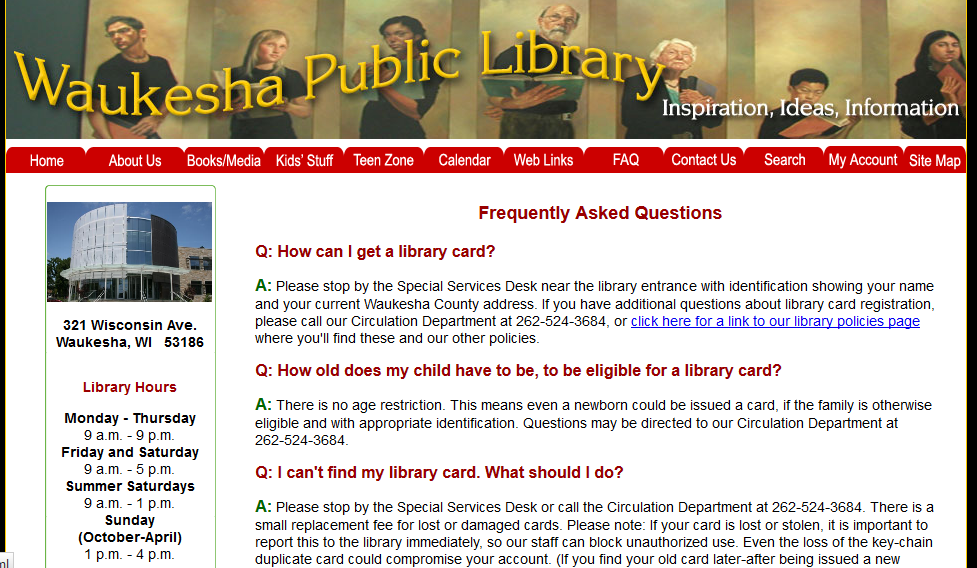 Waukesha Public Library
Inspiration, Ideas, Information
Home About Us Books/Media Kids' Stuff Teen Zone Calendar Web Links FAQ Contact Us Search My Account Site Map
321 Wisconsin Ave.
Waukesha, WI 53186
Library Hours
Monday - Thursday
9 a.m. - 9 p.m.
Friday and Saturday
9 a.m. - 5 p.m.
Summer Saturdays
9 a.m. - 1 p.m.
Sunday
(October-April)
1 p.m. - 4 p.m.
Frequently Asked Questions
Q: How can I get a library card?
A: Please stop by the Special Services Desk near the library entrance with identification showing your name
and your current Waukesha County address. If you have additional questions about library card registration,
please call our Circulation Department at 262-524-3684, or click here for a link to our library policies page
where you'll find these and our other policies.
Q: How old does my child have to be, to be eligible for a library card?
A: There is no age restriction. This means even a newborn could be issued a card, if the family is otherwise
eligible and with appropriate identification. Questions may be directed to our Circulation Department at
262-524-3684.
Q: I can't find my library card. What should I do?
A: Please stop by the Special Services Desk or call the Circulation Department at 262-524-3684. There is a
small replacement fee for lost or damaged cards. Please note: If your card is lost or stolen, it is important to
report this to the library immediately, so our staff can block unauthorized use. Even the loss of the key-chain
duplicate card could compromise your account. (If you find your old card later-after being issued a new